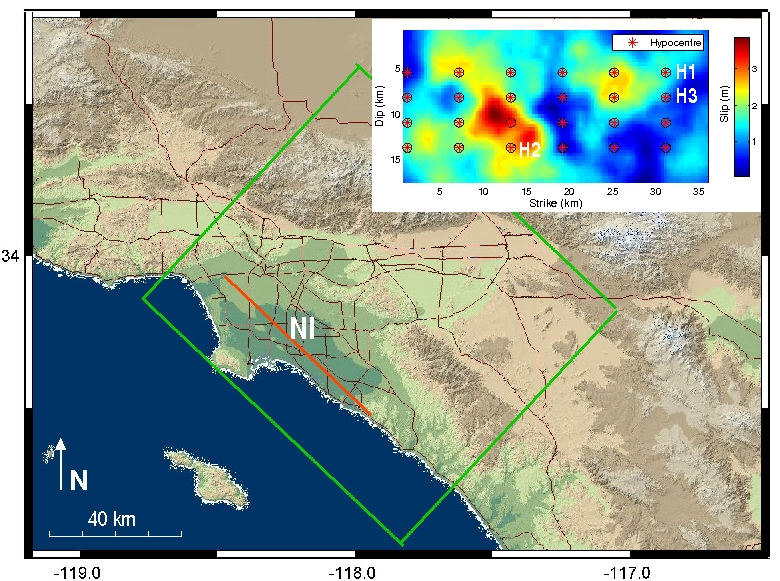 Hypocentre
H1
H3
H2
5
10
15
Dip (km)
5
10
15
20
25
30
35
Strike (km)
3
2
1
Slip (m)
34
NI
N
40 km
-119.0
-118.0
-117.0